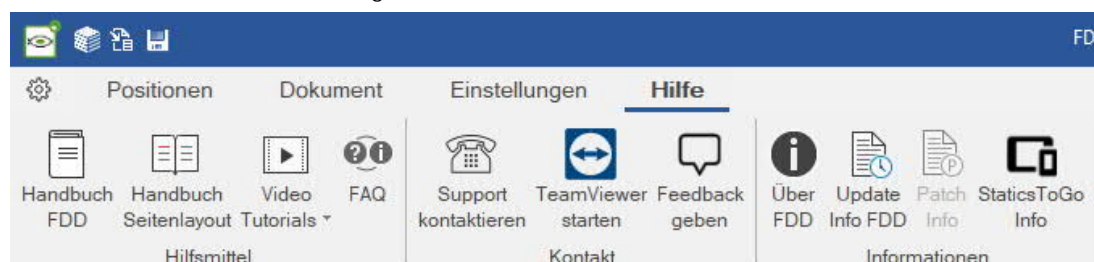 FD
Positionen Dokument Einstellungen Hilfe
Handbuch Handbuch Video FAQ Support TeamViewer Feedback Über Update Patch StaticsToGo
FDD Seitenlayout Tutorials kontaktieren starten geben FDD Info FDD Info Info
Hilfsmittel Kontakt Informationen